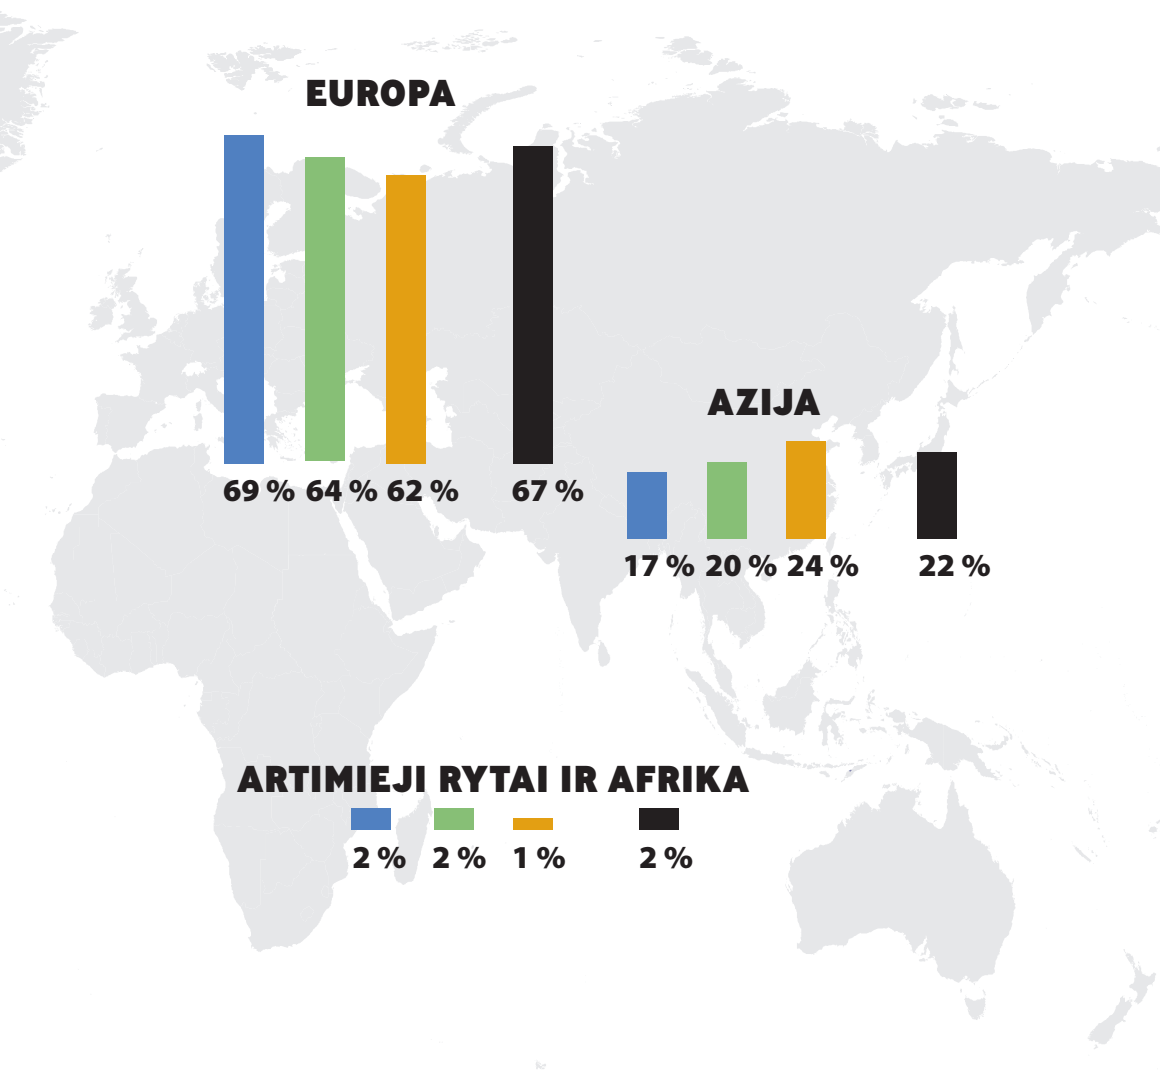 EUROPA
69 % 64 % 62 % 67 %
AZIJA
17 % 20 % 24 % 22 %
ARTIMIEJI RYTAI IR AFRIKA
2 % 2 % 1 % 2 %